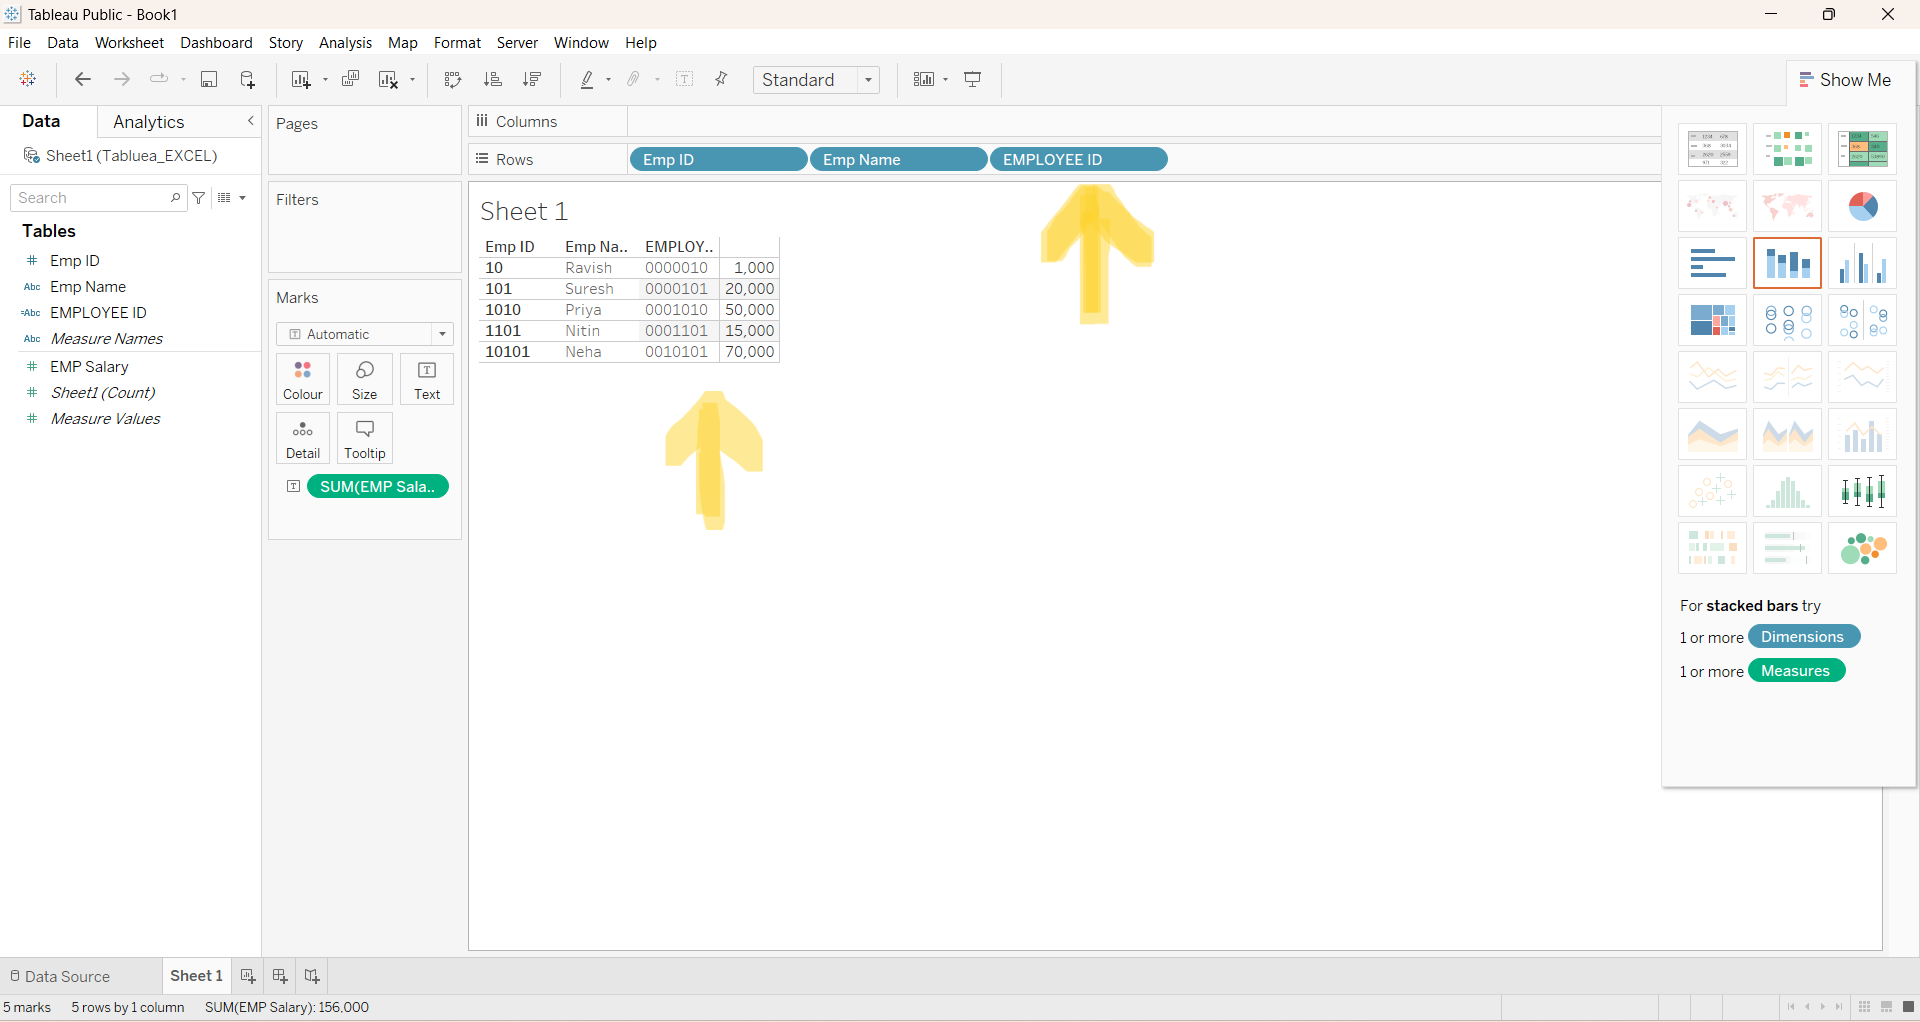 Tableau Public - Book1
File Data Worksheet Dashboard Story Analysis Map Format Server Window Help
Standard
Show Me
Data Analytics
Sheet1 (Tabluea_EXCEL)
Search
Tables
# Emp ID
Abc Emp Name
=Abc EMPLOYEE ID
Abc Measure Names
# EMP Salary
# Sheet1 (Count)
# Measure Values
Pages
Filters
Marks
T Automatic
Colour Size Text
Detail Tooltip
T SUM(EMP Sala..
Columns
Rows Emp ID Emp Name EMPLOYEE ID
Sheet 1
Emp ID Emp Na.. EMPLOY..
10 Ravish 0000010 1,000
101 Suresh 0000101 20,000
1010 Priya 0001010 50,000
1101 Nitin 0001101 15,000
10101 Neha 0010101 70,000
For stacked bars try
1 or more Dimensions
1 or more Measures
Data Source Sheet 1
5 marks 5 rows by 1 column SUM(EMP Salary): 156,000